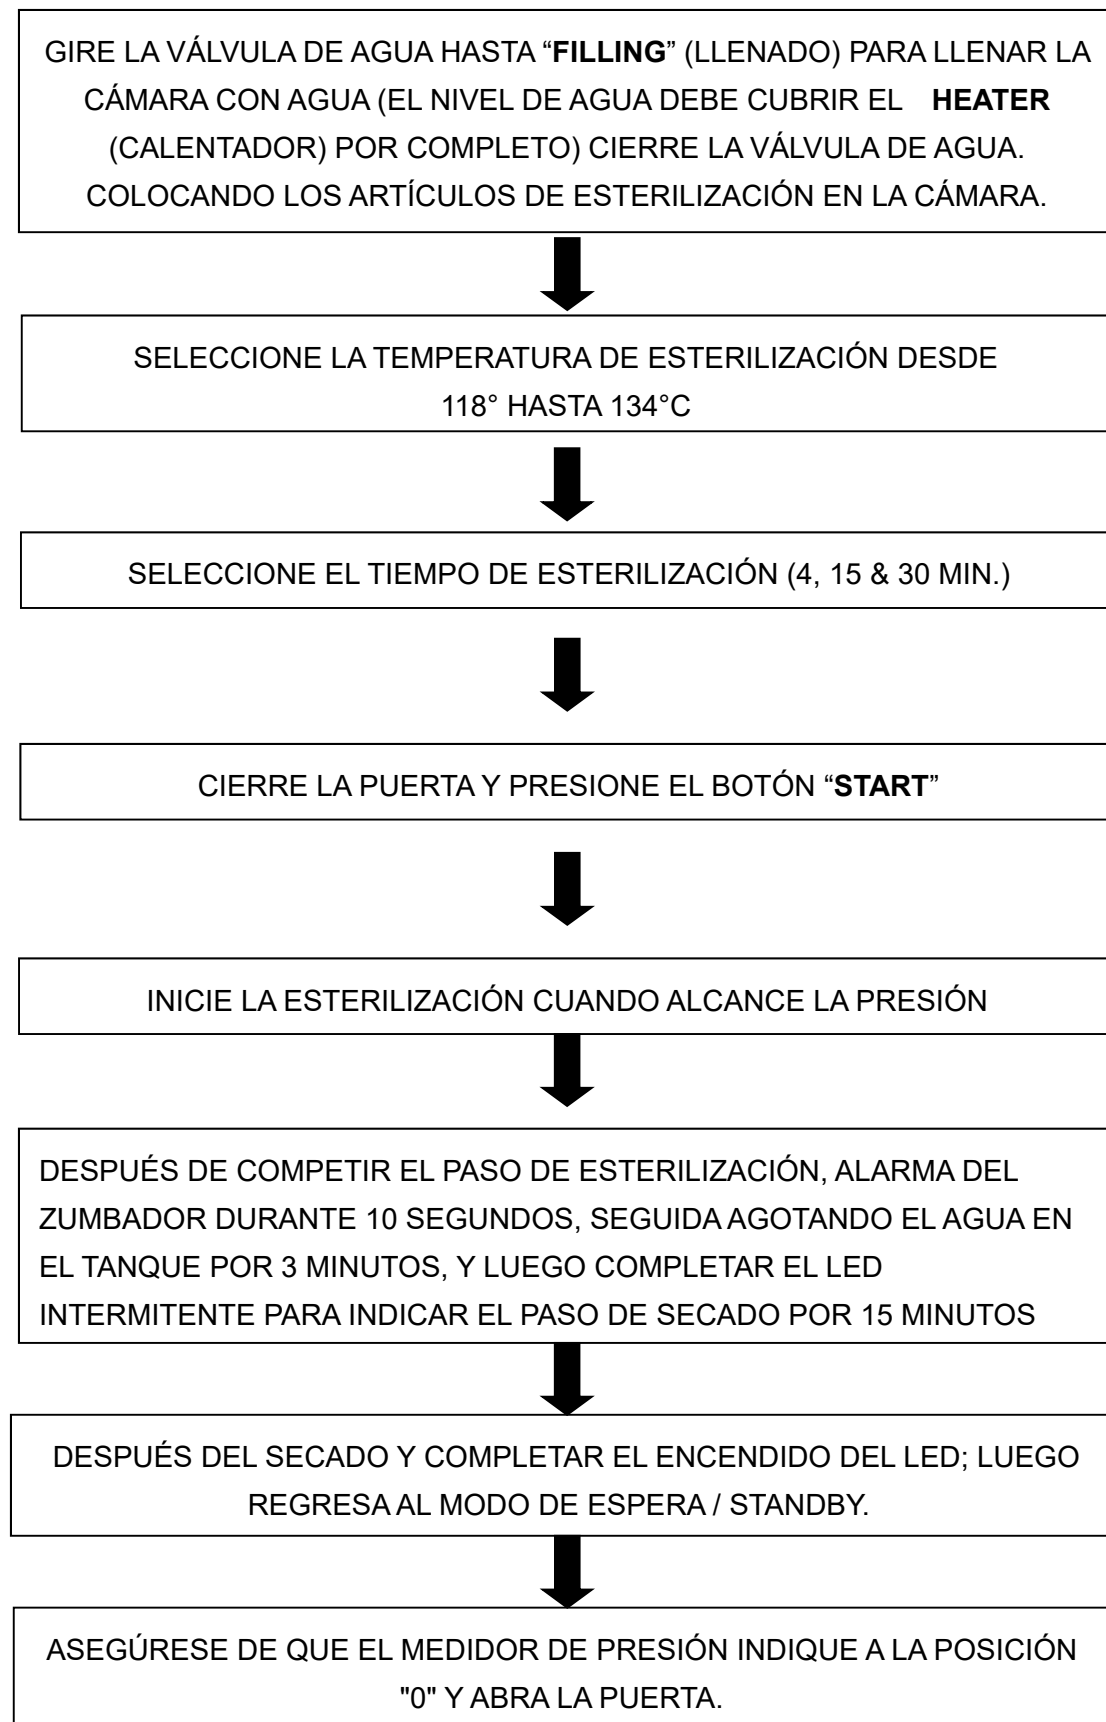 GIRE LA VÁLVULA DE AGUA HASTA “FILLING” (LLENADO) PARA LLENAR LA
CÁMARA CON AGUA (EL NIVEL DE AGUA DEBE CUBRIR EL HEATER
(CALENTADOR) POR COMPLETO) CIERRE LA VÁLVULA DE AGUA.
COLOCANDO LOS ARTÍCULOS DE ESTERILIZACIÓN EN LA CÁMARA.
SELECCIONE LA TEMPERATURA DE ESTERILIZACIÓN DESDE
118° HASTA 134°C
SELECCIONE EL TIEMPO DE ESTERILIZACIÓN (4, 15 & 30 MIN.)
CIERRE LA PUERTA Y PRESIONE EL BOTÓN “START”
INICIE LA ESTERILIZACIÓN CUANDO ALCANCE LA PRESIÓN
DESPUÉS DE COMPETIR EL PASO DE ESTERILIZACIÓN, ALARMA DEL
ZUMBADOR DURANTE 10 SEGUNDOS, SEGUIDA AGOTANDO EL AGUA EN
EL TANQUE POR 3 MINUTOS, Y LUEGO COMPLETAR EL LED
INTERMITENTE PARA INDICAR EL PASO DE SECADO POR 15 MINUTOS
DESPUÉS DEL SECADO Y COMPLETAR EL ENCENDIDO DEL LED; LUEGO
REGRESA AL MODO DE ESPERA / STANDBY.
ASEGÚRESE DE QUE EL MEDIDOR DE PRESIÓN INDIQUE A LA POSICIÓN
"0" Y ABRA LA PUERTA.